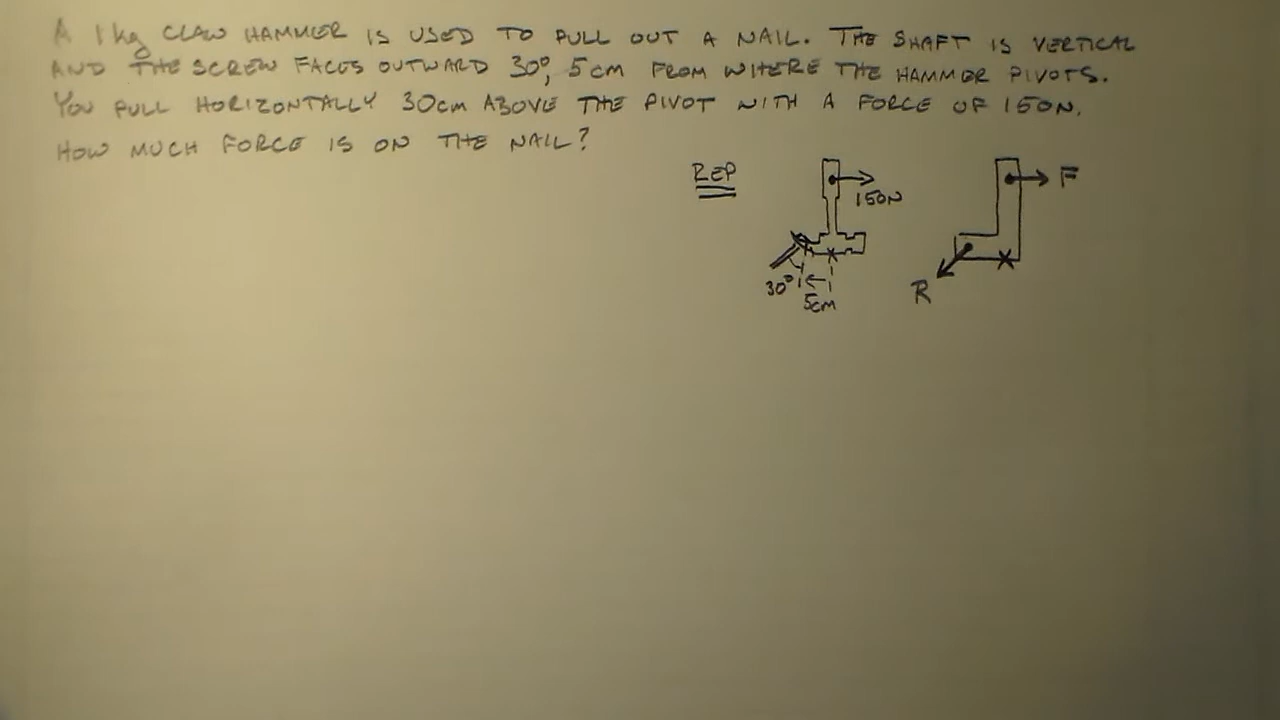 A 1kg CLAW HAMMER IS USED TO PULL OUT A NAIL. THE SHAFT IS VERTICAL
AND THE SCREW FACES OUTWARD 30°, 5cm FROM WHERE THE HAMMER PIVOTS.
YOU PULL HORIZONTALLY 30cm ABOVE THE PIVOT WITH A FORCE OF 150N.
HOW MUCH FORCE IS ON THE NAIL?
REP
150N
F
30°
5cm
R